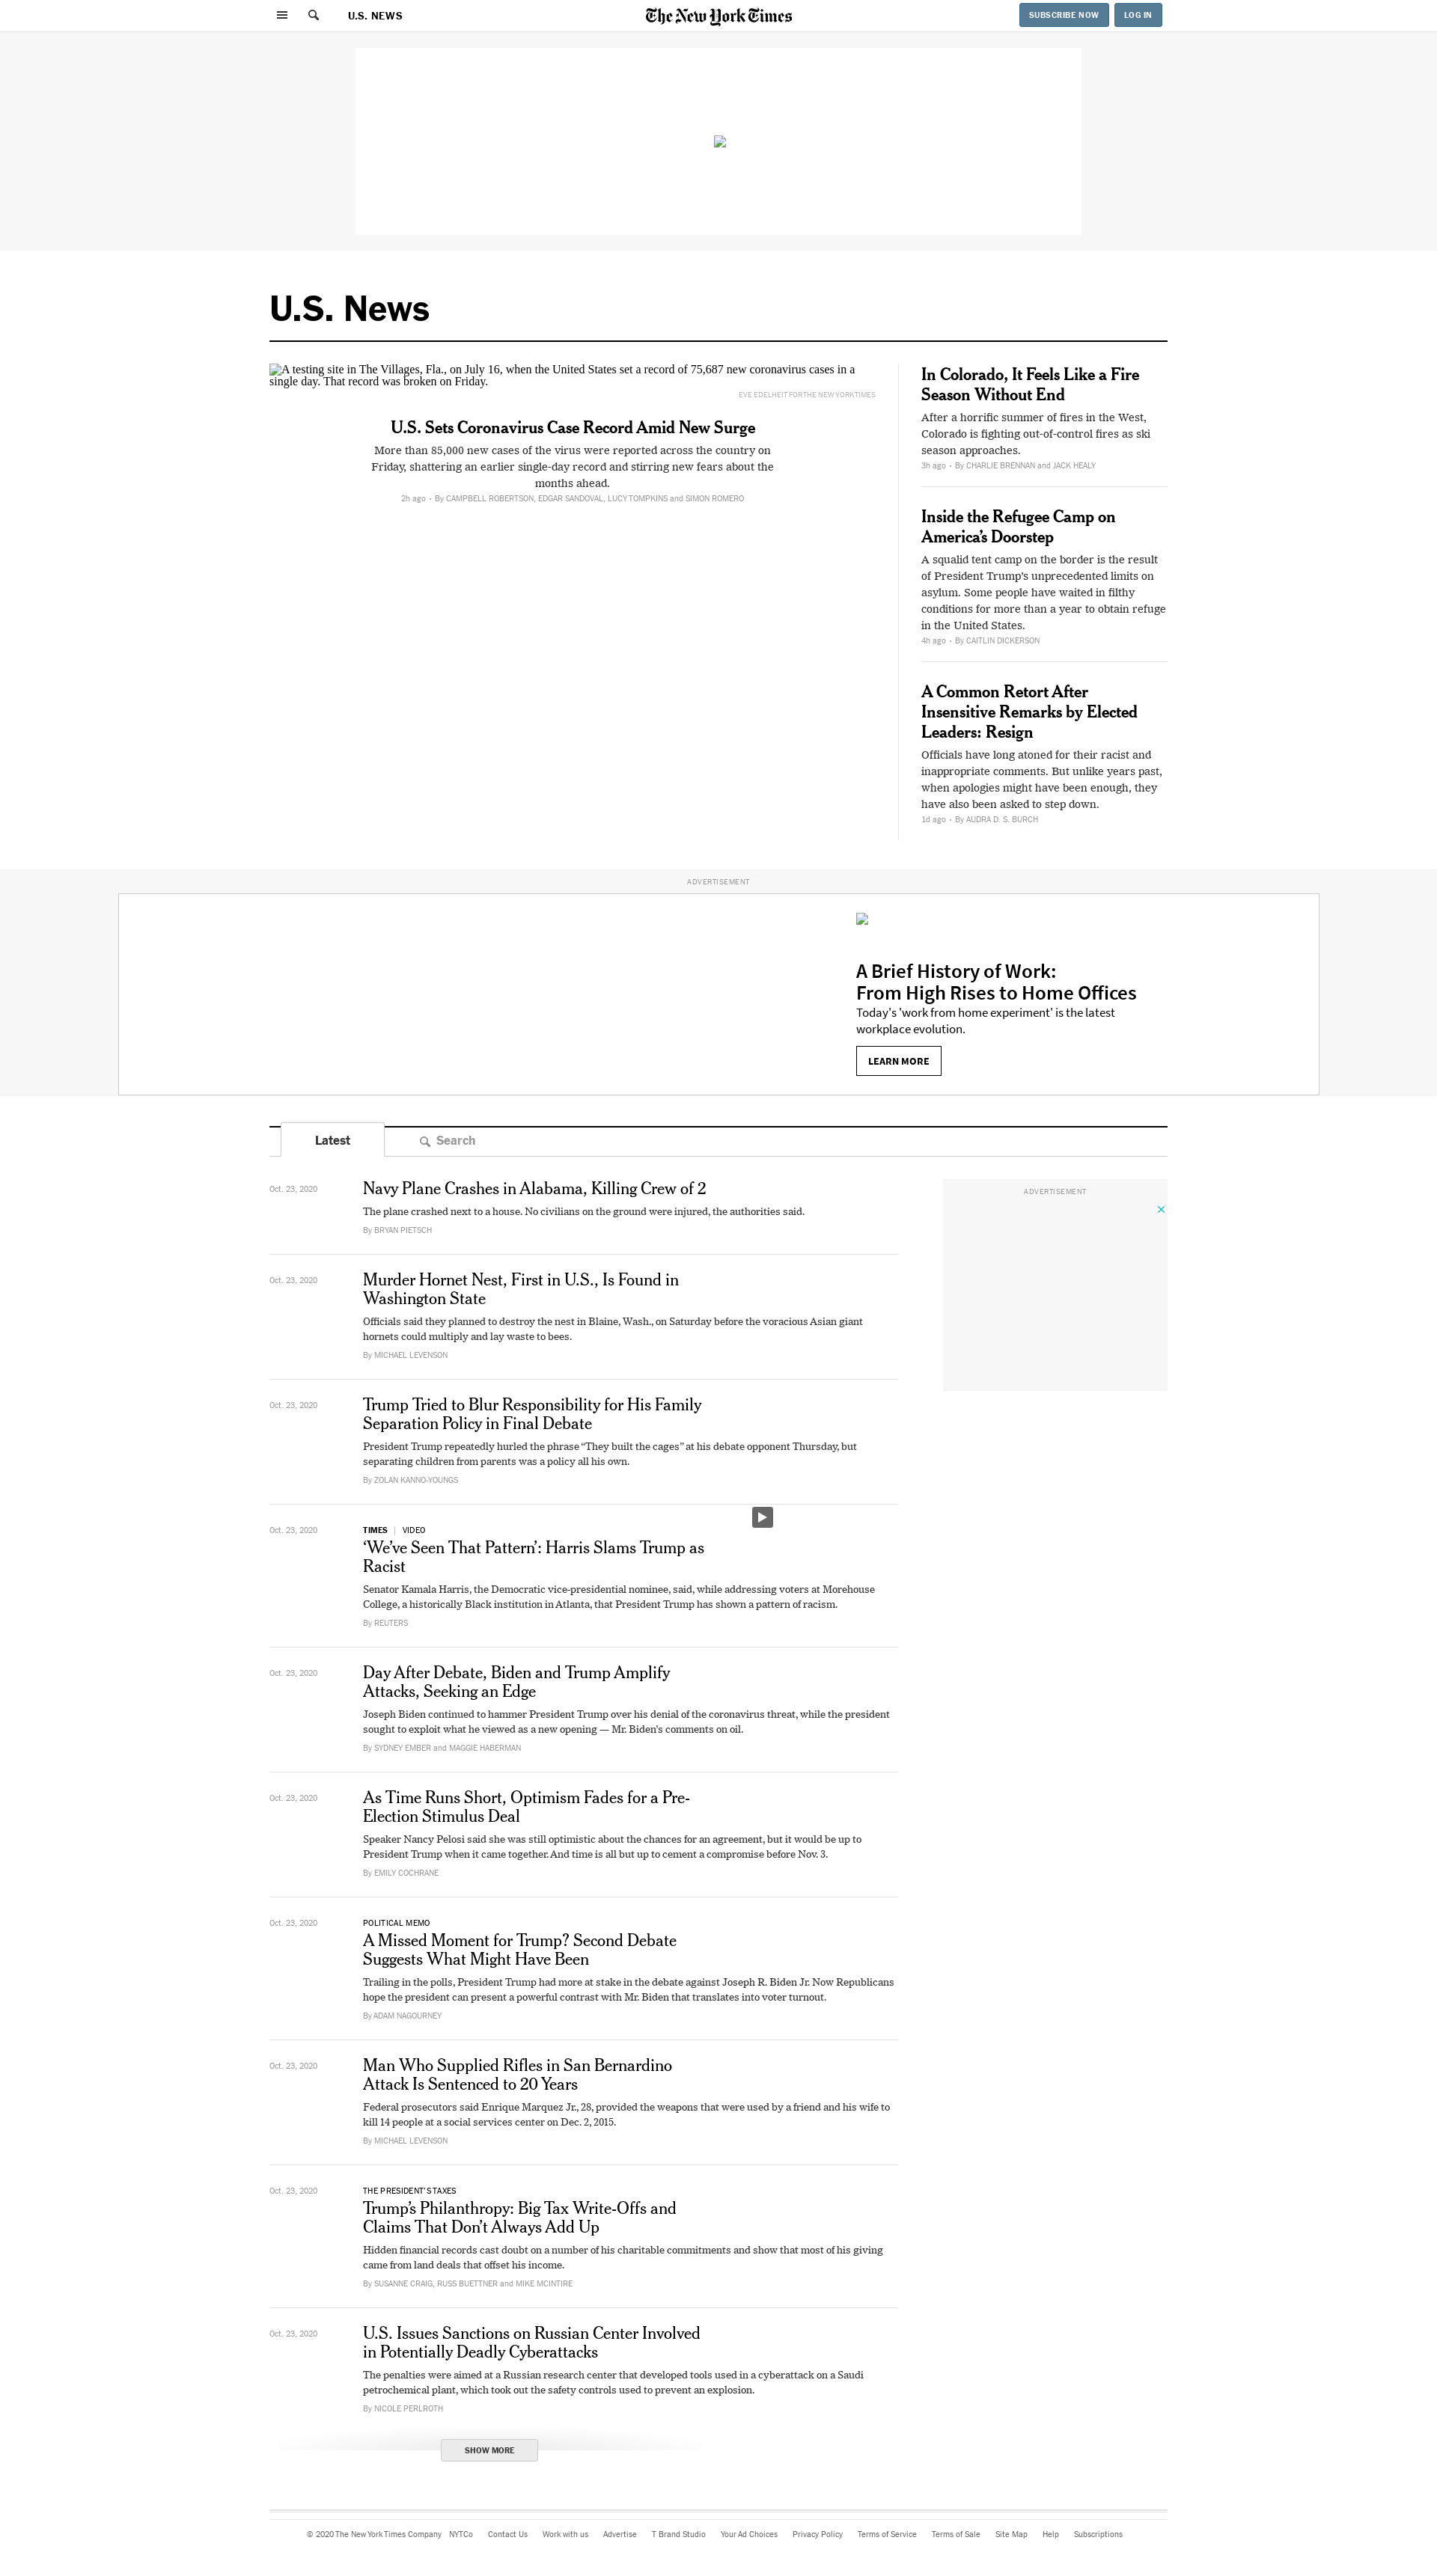 U.S. NEWS
The New York Times
SUBSCRIBE NOW
LOG IN
U.S. News
A testing site in The Villages, Fla., on July 16, when the United States set a record of 75,687 new coronavirus cases in a
single day. That record was broken on Friday.
EVE EDELHEIT FOR THE NEW YORK TIMES
U.S. Sets Coronavirus Case Record Amid New Surge
More than 85,000 new cases of the virus were reported across the country on
Friday, shattering an earlier single-day record and stirring new fears about the
months ahead.
2h ago • By CAMPBELL ROBERTSON, EDGAR SANDOVAL, LUCY TOMPKINS and SIMON ROMERO
In Colorado, It Feels Like a Fire
Season Without End
After a horrific summer of fires in the West,
Colorado is fighting out-of-control fires as ski
season approaches.
3h ago • By CHARLIE BRENNAN and JACK HEALY
Inside the Refugee Camp on
America’s Doorstep
A squalid tent camp on the border is the result
of President Trump’s unprecedented limits on
asylum. Some people have waited in filthy
conditions for more than a year to obtain refuge
in the United States.
4h ago • By CAITLIN DICKERSON
A Common Retort After
Insensitive Remarks by Elected
Leaders: Resign
Officials have long atoned for their racist and
inappropriate comments. But unlike years past,
when apologies might have been enough, they
have also been asked to step down.
1d ago • By AUDRA D. S. BURCH
ADVERTISEMENT
A Brief History of Work:
From High Rises to Home Offices
Today's 'work from home experiment' is the latest
workplace evolution.
LEARN MORE
Latest
Search
Oct. 23, 2020
Navy Plane Crashes in Alabama, Killing Crew of 2
The plane crashed next to a house. No civilians on the ground were injured, the authorities said.
By BRYAN PIETSCH
ADVERTISEMENT
Oct. 23, 2020
Murder Hornet Nest, First in U.S., Is Found in
Washington State
Officials said they planned to destroy the nest in Blaine, Wash., on Saturday before the voracious Asian giant
hornets could multiply and lay waste to bees.
By MICHAEL LEVENSON
Oct. 23, 2020
Trump Tried to Blur Responsibility for His Family
Separation Policy in Final Debate
President Trump repeatedly hurled the phrase “They built the cages” at his debate opponent Thursday, but
separating children from parents was a policy all his own.
By ZOLAN KANNO-YOUNGS
Oct. 23, 2020
TIMES | VIDEO
‘We’ve Seen That Pattern’: Harris Slams Trump as
Racist
Senator Kamala Harris, the Democratic vice-presidential nominee, said, while addressing voters at Morehouse
College, a historically Black institution in Atlanta, that President Trump has shown a pattern of racism.
By REUTERS
Oct. 23, 2020
Day After Debate, Biden and Trump Amplify
Attacks, Seeking an Edge
Joseph Biden continued to hammer President Trump over his denial of the coronavirus threat, while the president
sought to exploit what he viewed as a new opening — Mr. Biden’s comments on oil.
By SYDNEY EMBER and MAGGIE HABERMAN
Oct. 23, 2020
As Time Runs Short, Optimism Fades for a Pre-
Election Stimulus Deal
Speaker Nancy Pelosi said she was still optimistic about the chances for an agreement, but it would be up to
President Trump when it came together. And time is all but up to cement a compromise before Nov. 3.
By EMILY COCHRANE
Oct. 23, 2020
POLITICAL MEMO
A Missed Moment for Trump? Second Debate
Suggests What Might Have Been
Trailing in the polls, President Trump had more at stake in the debate against Joseph R. Biden Jr. Now Republicans
hope the president can present a powerful contrast with Mr. Biden that translates into voter turnout.
By ADAM NAGOURNEY
Oct. 23, 2020
Man Who Supplied Rifles in San Bernardino
Attack Is Sentenced to 20 Years
Federal prosecutors said Enrique Marquez Jr., 28, provided the weapons that were used by a friend and his wife to
kill 14 people at a social services center on Dec. 2, 2015.
By MICHAEL LEVENSON
Oct. 23, 2020
THE PRESIDENT'S TAXES
Trump’s Philanthropy: Big Tax Write-Offs and
Claims That Don’t Always Add Up
Hidden financial records cast doubt on a number of his charitable commitments and show that most of his giving
came from land deals that offset his income.
By SUSANNE CRAIG, RUSS BUETTNER and MIKE MCINTIRE
Oct. 23, 2020
U.S. Issues Sanctions on Russian Center Involved
in Potentially Deadly Cyberattacks
The penalties were aimed at a Russian research center that developed tools used in a cyberattack on a Saudi
petrochemical plant, which took out the safety controls used to prevent an explosion.
By NICOLE PERLROTH
SHOW MORE
© 2020 The New York Times Company NYTCo Contact Us Work with us Advertise T Brand Studio Your Ad Choices Privacy Policy Terms of Service Terms of Sale Site Map Help Subscriptions